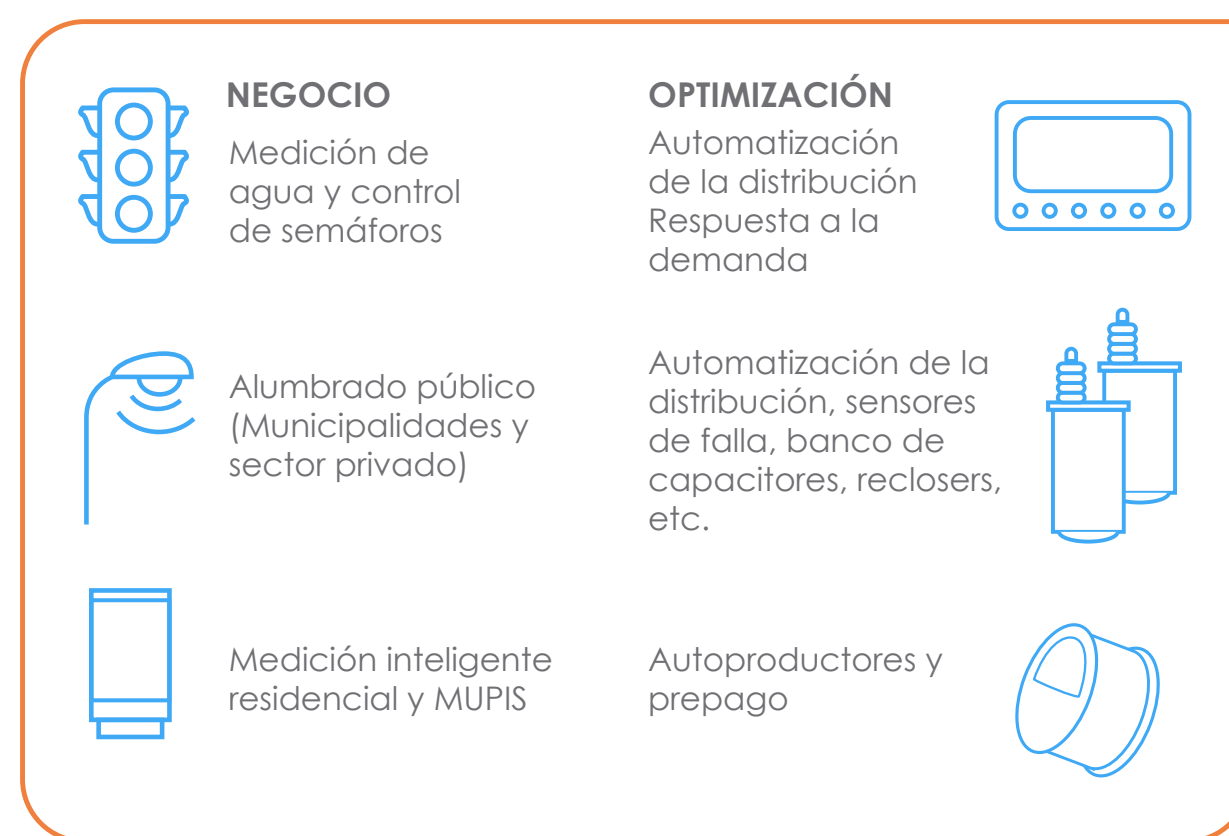 NEGOCIO
Medición de
agua y control
de semáforos
Alumbrado público
(Municipalidades y
sector privado)
Medición inteligente
residencial y MUPIS
OPTIMIZACIÓN
Automatización
de la distribución
Respuesta a la
demanda
Automatización de la
distribución, sensores
de falla, banco de
capacitores, reclosers,
etc.
Autoproductores y
prepago